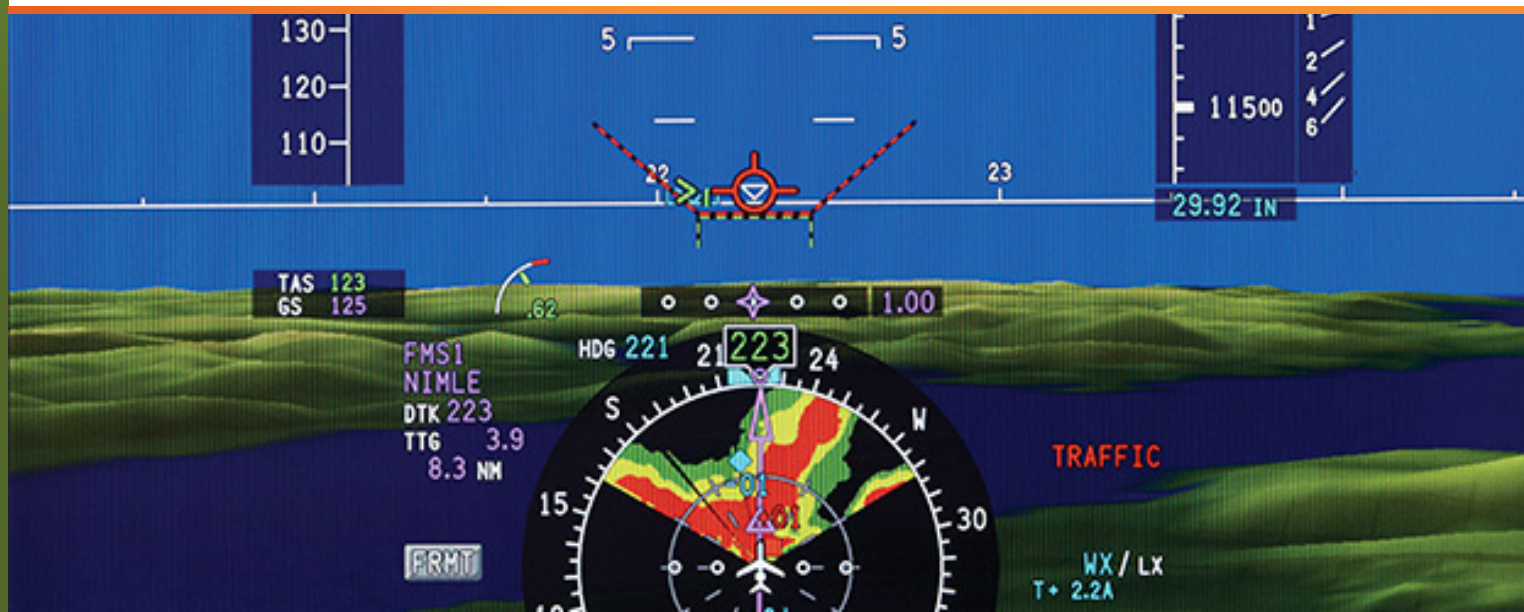 130
120
110
5 5
22
23
1
2
4
6
11500
29.92 IN
TAS 123
GS 125
.62
1.00
HDG 221
223
21
24
S
W
15
30
FMS1
NIMLE
DTK 223
TTG 3.9
8.3 NM
01
01
TRAFFIC
FRMT
WX / LX
T+ 2.2A